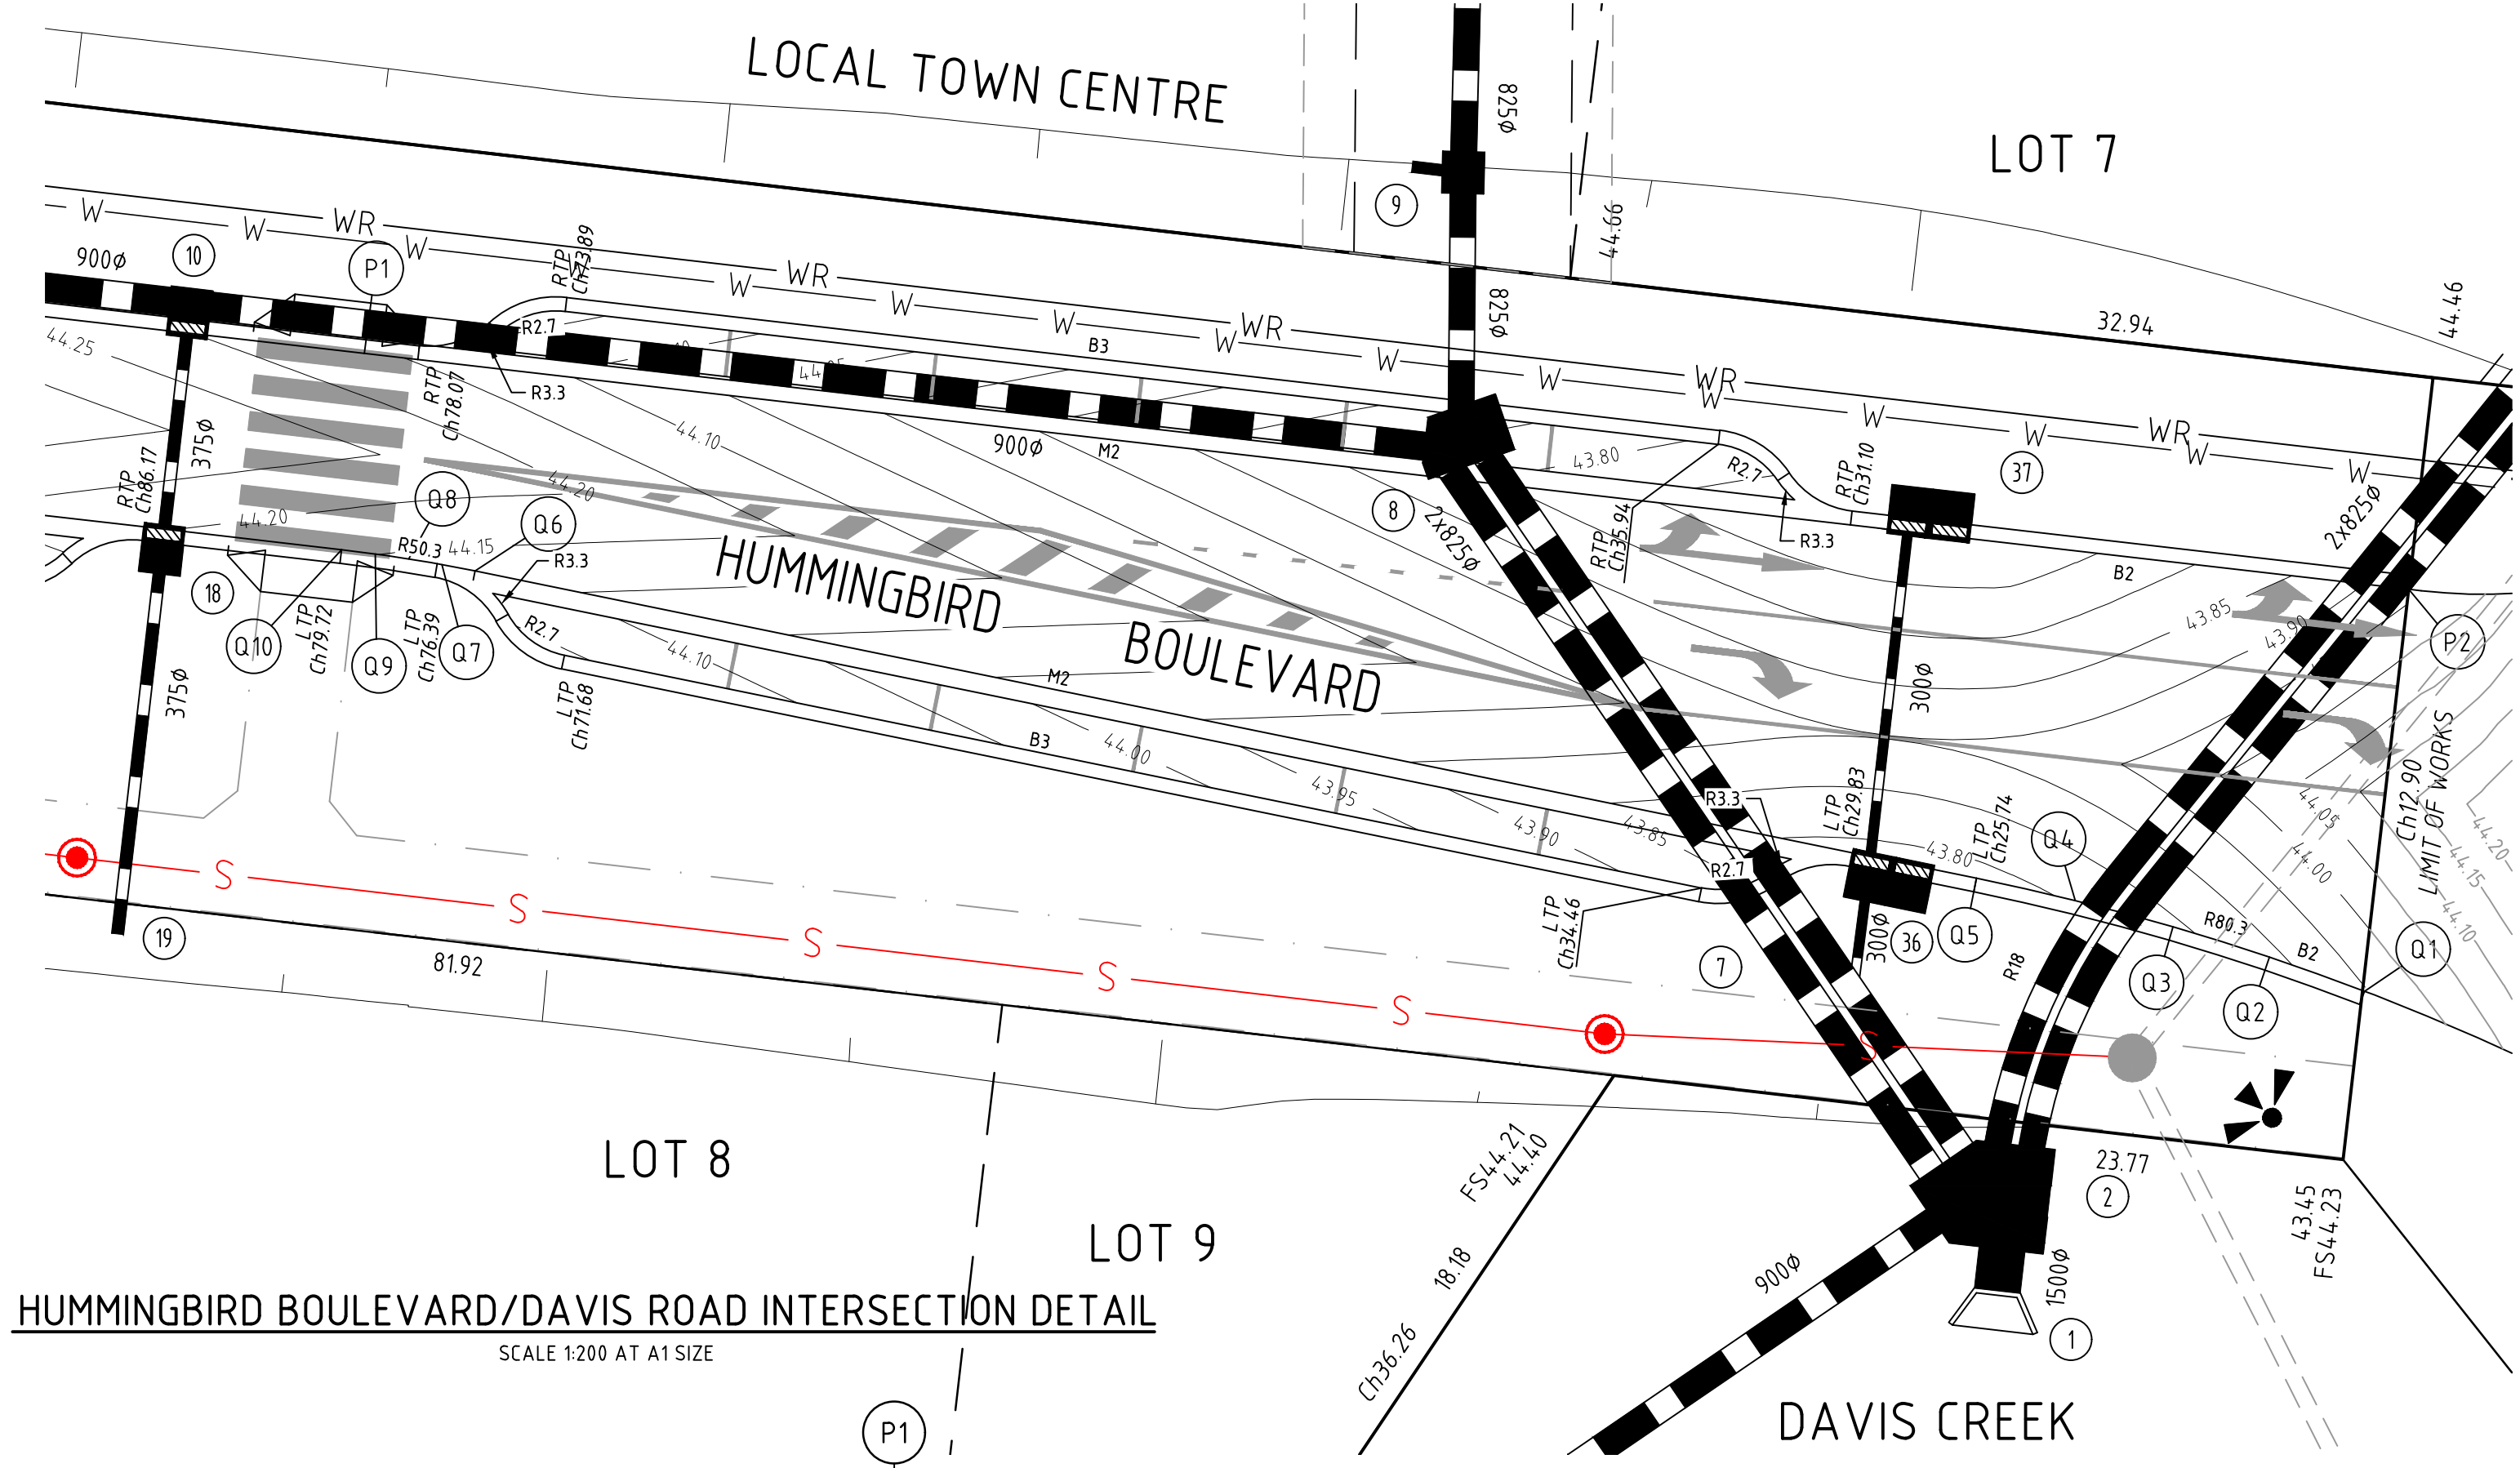 LOCAL TOWN CENTRE
LOT 7
825ø
9
44.66
44.46
32.94
W
WR
W
W
WR
W
W
WR
W
W
WR
W
W
WR
W
W
W
W
W
W
900ø
10
P1
RTP
Ch73.89
825ø
44.25
R2.7
R3.3
B3
RTP
Ch78.07
RTP
Ch86.17
375ø
44.10
900ø
M2
43.80
R2.7
RTP
Ch31.10
37
8
2x825ø
RTP
Ch35.94
R3.3
2x825ø
B2
44.20
44.20
Q8
Q6
R50.3
44.15
R3.3
HUMMINGBIRD
BOULEVARD
43.85
43.90
P2
18
Q10
LTP
Ch79.72
Q9
LTP
Ch76.39
Q7
R2.7
44.10
LTP
Ch71.68
375ø
M2
B3
44.00
43.95
43.90
43.85
R3.3
R2.7
300ø
LTP
Ch29.83
43.80
LTP
Ch25.74
Q4
44.05
44.00
Ch12.90
LIMIT OF WORKS
44.20
44.15
44.10
R80.3
B2
Q1
Q2
Q3
R18
Q5
36
300ø
7
LTP
Ch34.46
S
S
S
S
S
S
19
81.92
LOT 8
LOT 9
FS44.21
44.40
18.18
Ch36.26
23.77
2
43.45
FS44.23
900ø
1500ø
1
HUMMINGBIRD BOULEVARD/DAVIS ROAD INTERSECTION DETAIL
SCALE 1:200 AT A1 SIZE
P1
DAVIS CREEK